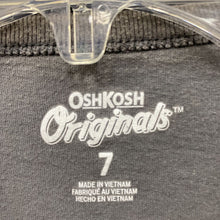 OSHKOSH
Originals™
7
MADE IN VIETNAM
FABRIQUÉ AU VIETNAM
HECHO EN VIETNAM